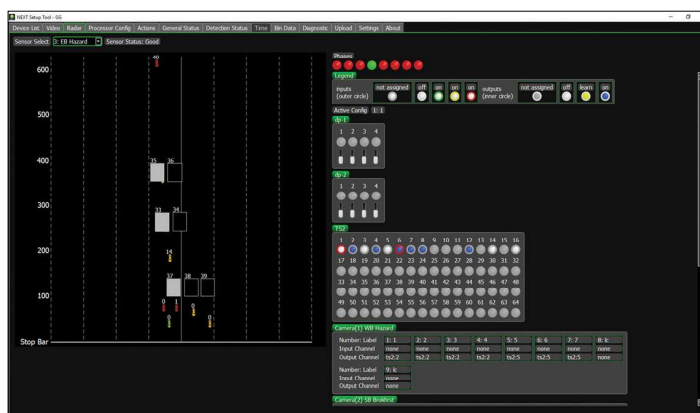 NEXT Setup Tool - GG
Device List Video Radar Processor Config Actions General Status Detection Status Time Bin Data Diagnostic Upload Settings About
Sensor Select 3: EB Hazard Sensor Status: Good
600
500
400
300
200
100
Stop Bar
35 36
33 34
14
37 38 39
0 1 0
0 0
Phases
Legend
inputs (outer circle) not assigned off on on on outputs (inner circle) not assigned off learn on
Active Config 1: 1
dp-1
1 2 3 4
dp-2
1 2 3 4
TS2
1 2 3 4 5 6 7 8 9 10 11 12 13 14 15 16
17 18 19 20 21 22 23 24 25 26 27 28 29 30 31 32
33 34 35 36 37 38 39 40 41 42 43 44 45 46 47 48
49 50 51 52 53 54 55 56 57 58 59 60 61 62 63 64
Camera(1) WB Hazard
Number: Label 1: 1 2: 2 3: 3 4: 4 5: 5 6: 6 7: 7 8: lc
Input Channel none none none none none none none none
Output Channel ts2:2 ts2:2 ts2:2 ts2:2 ts2:5 ts2:5 ts2:5 none
Number: Label 9: lc
Input Channel none
Output Channel none
Camera(2) SB Brokhrst